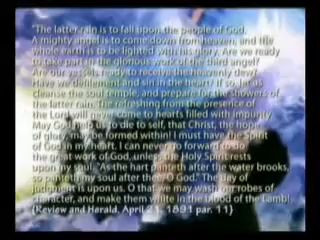 "The latter rain is to fall upon the people of God.
A mighty angel is to come down from heaven, and the
whole earth is to be lighted with his glory. Are we ready
to take part in the glorious work of the third angel?
Are our vessels ready to receive the heavenly dew?
Have we defilement and sin in the heart? If so, let us
cleanse the soul temple, and prepare for the showers of
the latter rain. The refreshing from the presence of
the Lord will never come to hearts filled with impurity.
May God help us to die to self, that Christ, the hope
of glory, may be formed within! I must have the Spirit
of God in my heart. I can never go forward to do
the great work of God, unless the Holy Spirit rests
upon my soul. "As the hart panteth after the water brooks,
so panteth my soul after thee, O God." The day of
judgment is upon us. O that we may wash our robes of
character, and make them white in the blood of the Lamb!
{Review and Herald, April 21, 1891 par. 11}